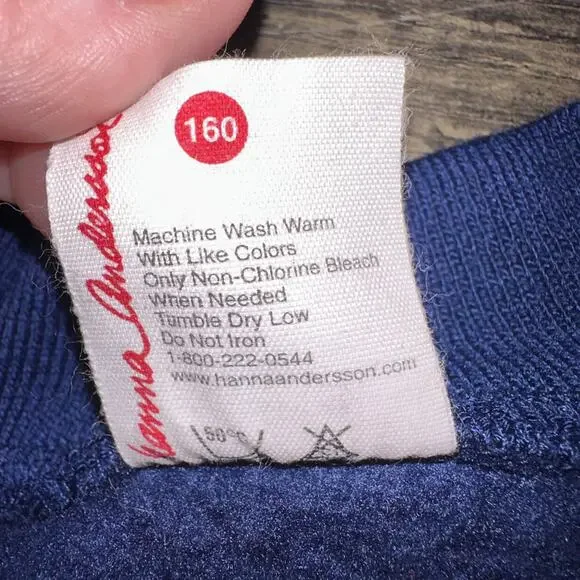 160
Hanna Andersson
Machine Wash Warm
With Like Colors
Only Non-Chlorine Bleach
When Needed
Tumble Dry Low
Do Not Iron
1-800-222-0544
www.hannaandersson.com
50°C